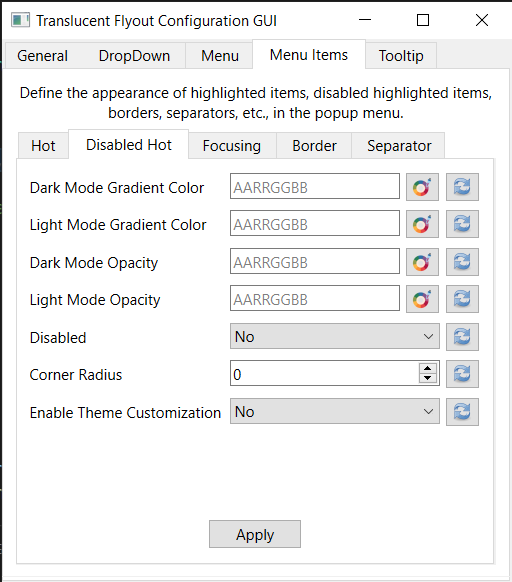 Translucent Flyout Configuration GUI
General DropDown Menu Menu Items Tooltip
Define the appearance of highlighted items, disabled highlighted items,
borders, separators, etc., in the popup menu.
Hot Disabled Hot Focusing Border Separator
Dark Mode Gradient Color AARRGGBB
Light Mode Gradient Color AARRGGBB
Dark Mode Opacity AARRGGBB
Light Mode Opacity AARRGGBB
Disabled No
Corner Radius 0
Enable Theme Customization No
Apply